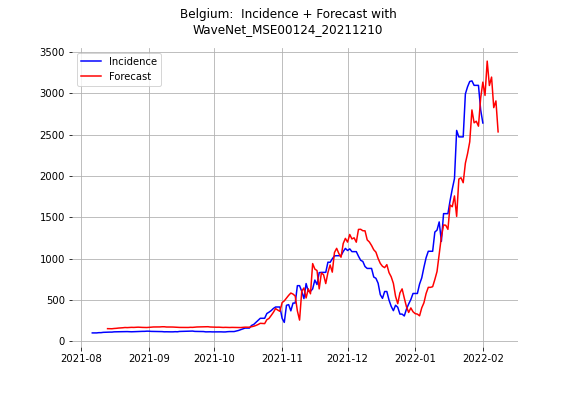 Belgium:  Incidence + Forecast with
WaveNet_MSE00124_20211210
Incidence
Forecast
3500
3000
2500
2000
1500
1000
500
0
2021-08 2021-09 2021-10 2021-11 2021-12 2022-01 2022-02